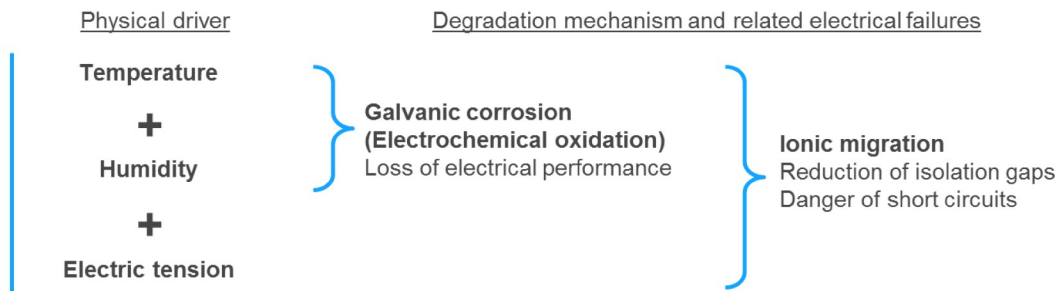 Physical driver
Degradation mechanism and related electrical failures
Temperature
+
Humidity
+
Electric tension
Galvanic corrosion
(Electrochemical oxidation)
Loss of electrical performance
Ionic migration
Reduction of isolation gaps
Danger of short circuits